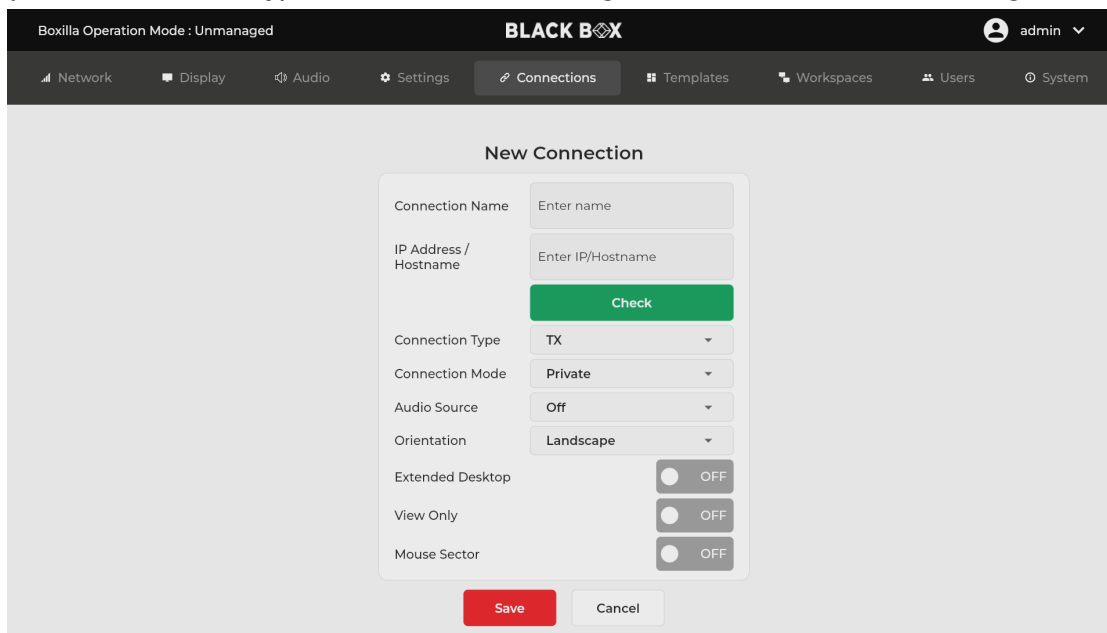 Boxilla Operation Mode : Unmanaged
BLACK BOX
admin
Network Display Audio Settings Connections Templates Workspaces Users System
New Connection
Connection Name Enter name
IP Address /
Hostname
Enter IP/Hostname
Check
Connection Type TX
Connection Mode Private
Audio Source Off
Orientation Landscape
Extended Desktop OFF
View Only OFF
Mouse Sector OFF
Save Cancel